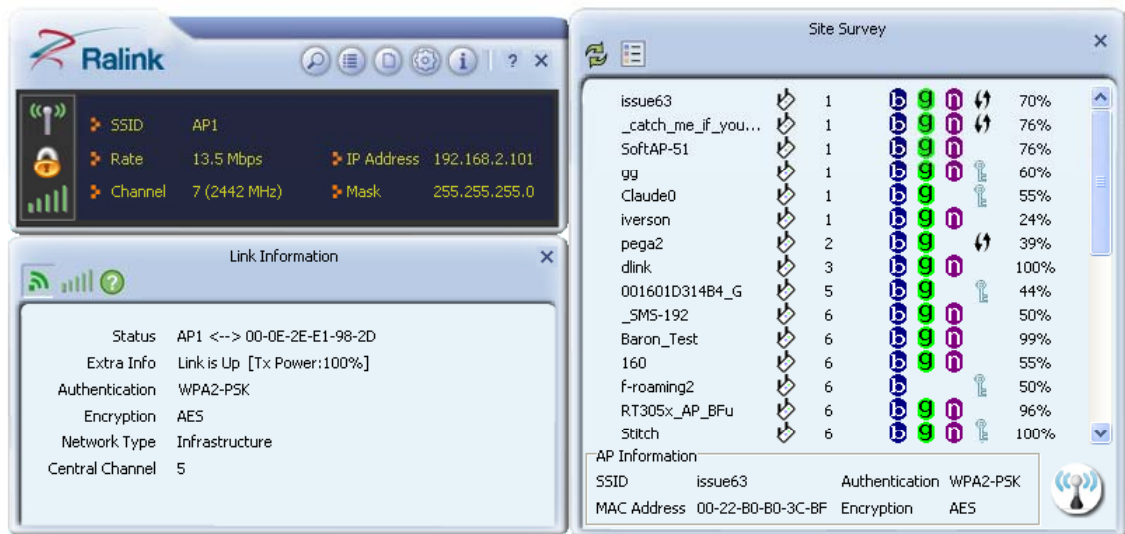 Ralink
? ×
SSID AP1
Rate 13.5 Mbps IP Address 192.168.2.101
Channel 7 (2442 MHz) Mask 255.255.255.0
Link Information
Status AP1 <--> 00-0E-2E-E1-98-2D
Extra Info Link is Up [Tx Power:100%]
Authentication WPA2-PSK
Encryption AES
Network Type Infrastructure
Central Channel 5
Site Survey
issue63 1 b g n 70%
_catch_me_if_you... 1 b g n 76%
SoftAP-51 1 b g n 76%
gg 1 b g n 60%
Claude0 1 b g 55%
iverson 1 b g n 24%
pega2 2 b g 39%
dlink 3 b g n 100%
001601D314B4_G 5 b g 44%
_SMS-192 6 b g n 50%
Baron_Test 6 b g n 99%
160 6 b g n 55%
f-roaming2 6 b 50%
RT305x_AP_BFu 6 b g n 96%
Stitch 6 b g n 100%
AP Information
SSID issue63 Authentication WPA2-PSK
MAC Address 00-22-B0-B0-3C-BF Encryption AES